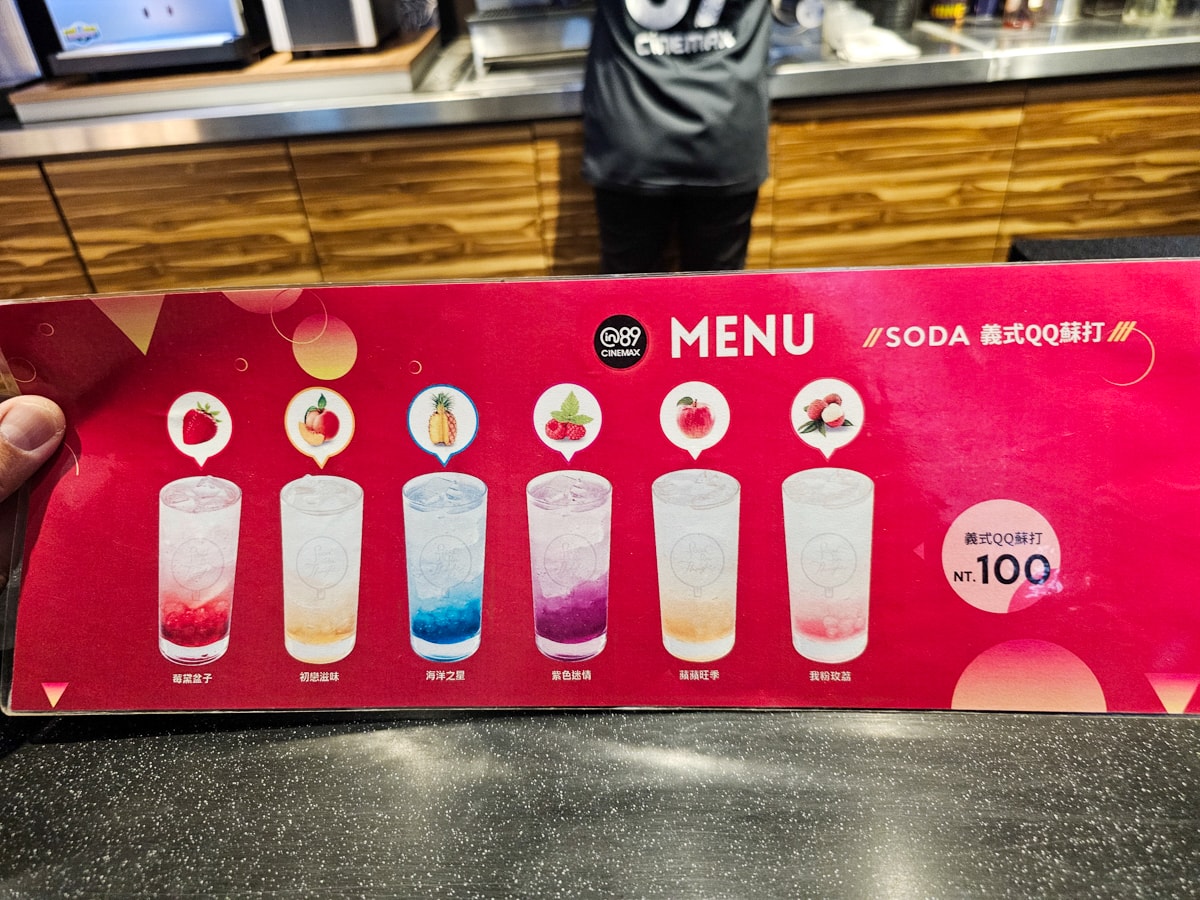 CINEMAX
in89
CINEMAX
MENU
//SODA 義式QQ蘇打///
義式QQ蘇打
NT.100
莓黛盆子
初戀滋味
海洋之星
紫色迷情
蘋蘋旺季
我粉玫荔